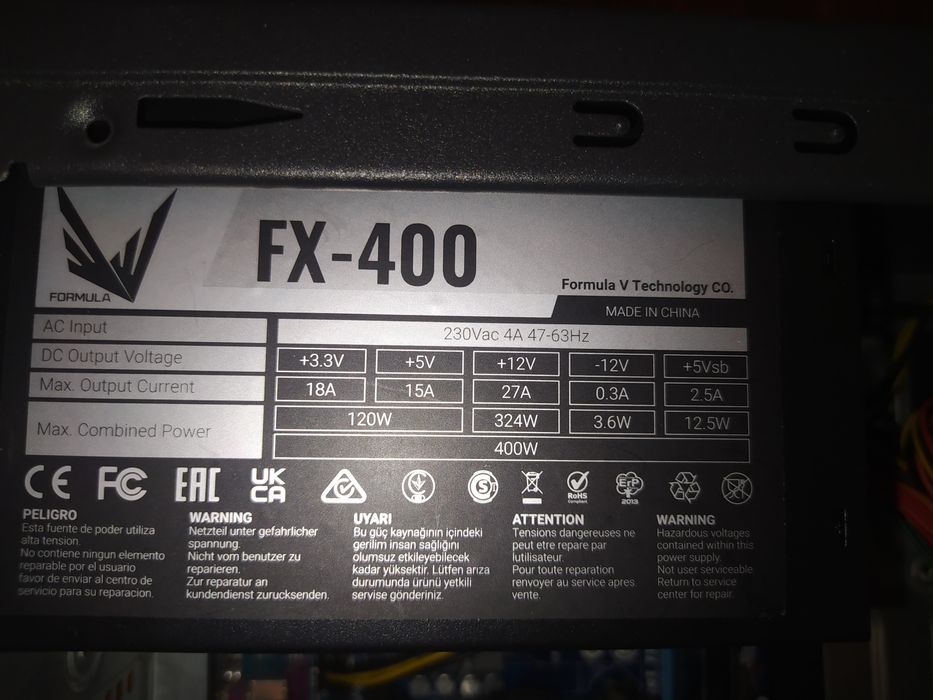 FX-400
FORMULA
Formula V Technology CO.
MADE IN CHINA
AC Input 230Vac 4A 47-63Hz
DC Output Voltage +3.3V +5V +12V -12V +5Vsb
Max. Output Current 18A 15A 27A 0.3A 2.5A
Max. Combined Power 120W 324W 3.6W 12.5W
400W
CE FC EAC UK CA S RoHS Compliant ErP 2013
PELIGRO
Esta fuente de poder utiliza
alta tension.
No contiene ningun elemento
reparable por el usuario
favor de enviar al centro de
servicio para su reparacion.
WARNING
Netzteil unter gefahrlicher
spannung.
Nicht vom benutzer zu
reparieren.
Zur reparatur an
kundendienst zurucksenden.
UYARI
Bu güç kaynağının içindeki
gerilim insan sağlığını
olumsuz etkileyebilecek
kadar yüksektir. Lütfen arıza
durumunda ürünü yetkili
servise gönderiniz.
ATTENTION
Tensions dangereuses ne
peut etre repare par
lutilisateur
Pour toute reparation
renvoyer au service apres
vente.
WARNING
Hazardous voltages
contained within this
power supply.
Not user serviceable
Return to service
center for repair.